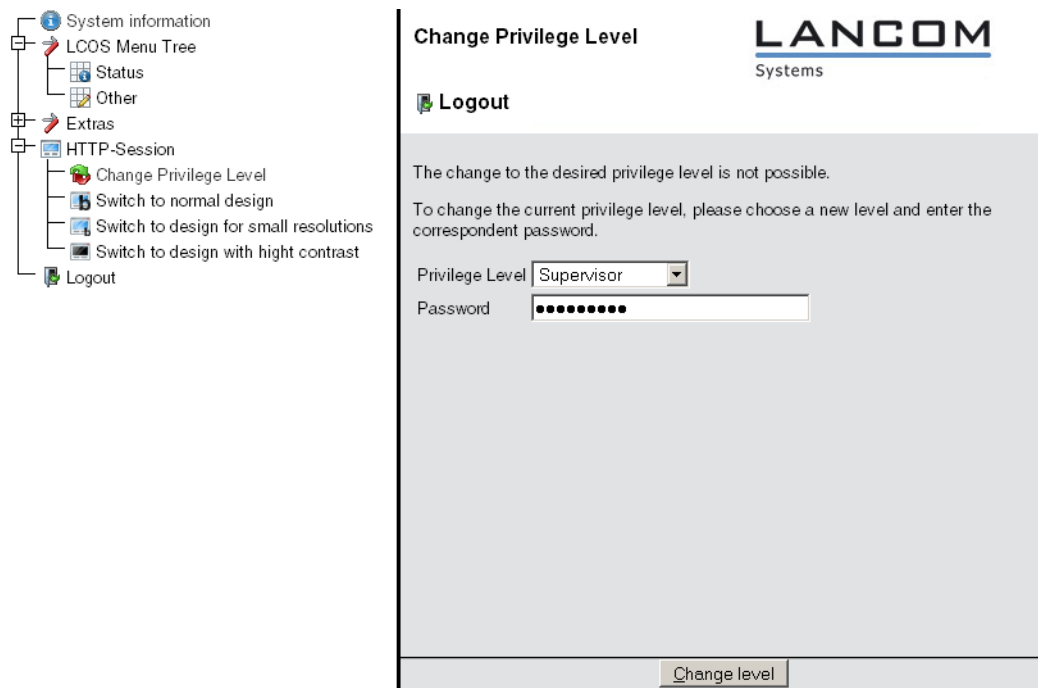 System information
LCOS Menu Tree
Status
Other
Extras
HTTP-Session
Change Privilege Level
Switch to normal design
Switch to design for small resolutions
Switch to design with hight contrast
Logout
Change Privilege Level
LANCOM
Systems
Logout
The change to the desired privilege level is not possible.
To change the current privilege level, please choose a new level and enter the
correspondent password.
Privilege Level Supervisor
Password ●●●●●●●●●
Change level